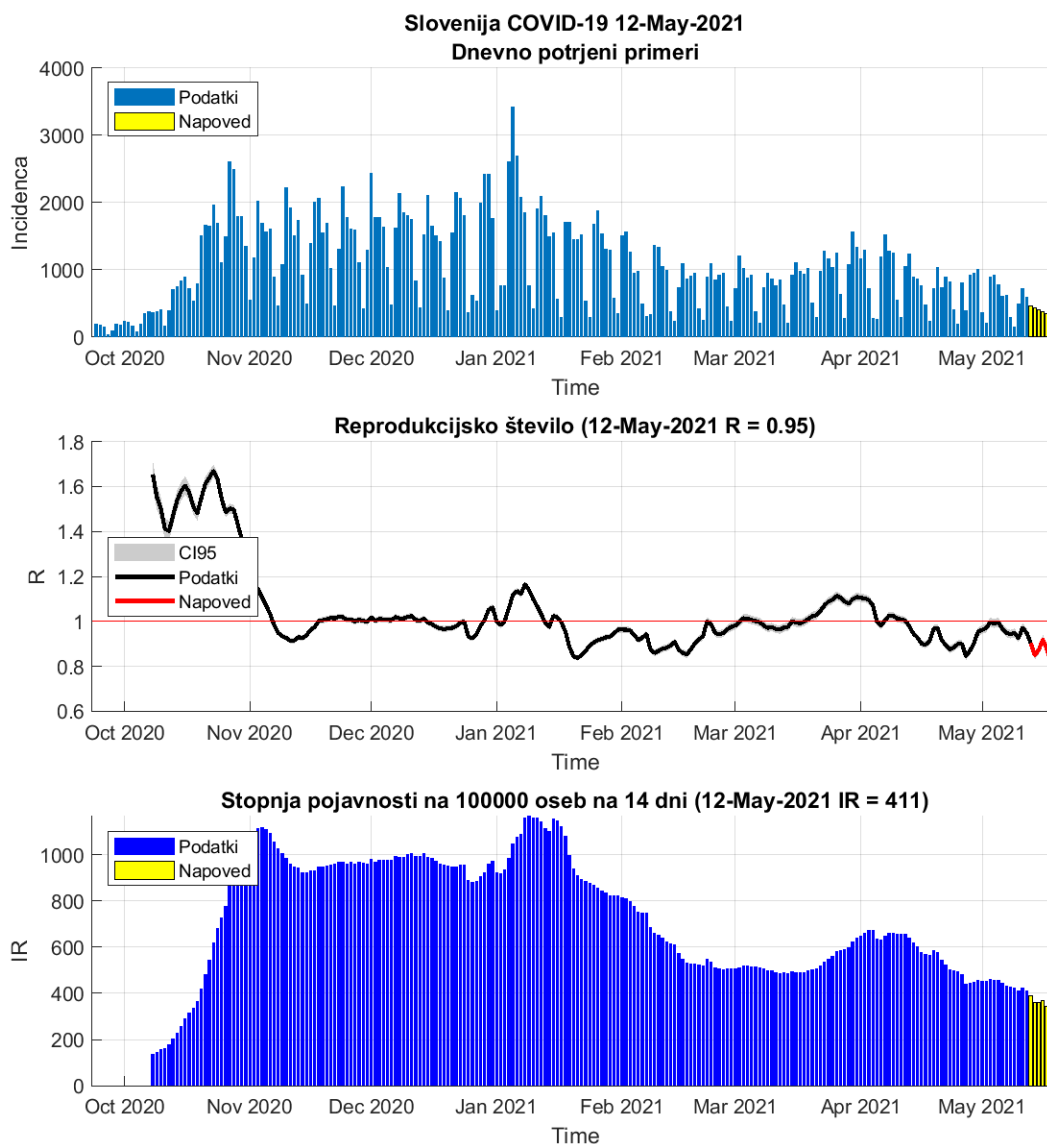 Slovenija COVID-19 12-May-2021
Dnevno potrjeni primeri
4000
3000
2000
1000
0
Incidenca
Podatki
Napoved
Oct 2020 Nov 2020 Dec 2020 Jan 2021 Feb 2021 Mar 2021 Apr 2021 May 2021
Time
Reprodukcijsko število (12-May-2021 R = 0.95)
1.8
1.6
1.4
1.2
1
0.8
0.6
R
CI95
Podatki
Napoved
Oct 2020 Nov 2020 Dec 2020 Jan 2021 Feb 2021 Mar 2021 Apr 2021 May 2021
Time
Stopnja pojavnosti na 100000 oseb na 14 dni (12-May-2021 IR = 411)
1000
800
600
400
200
0
IR
Podatki
Napoved
Oct 2020 Nov 2020 Dec 2020 Jan 2021 Feb 2021 Mar 2021 Apr 2021 May 2021
Time